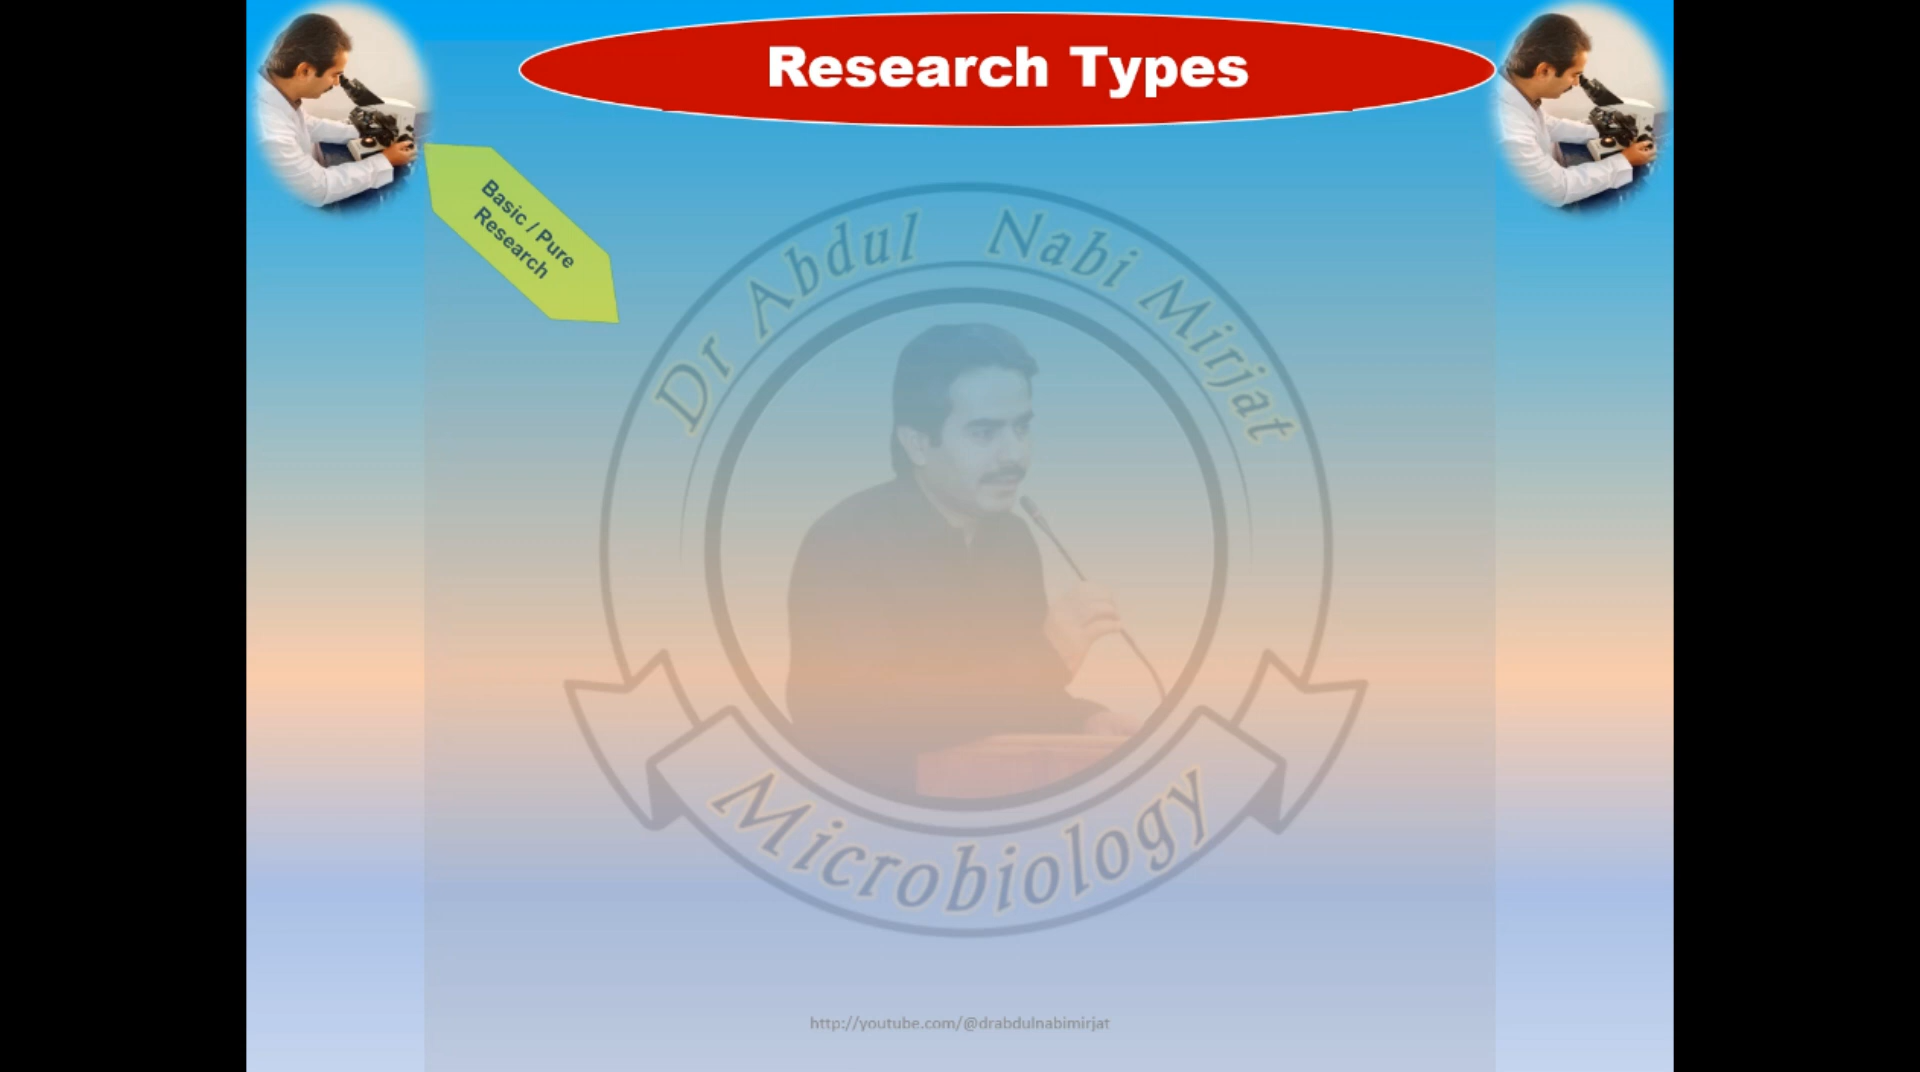 Research Types
Basic / Pure
Research
Dr Abdul Nabi Mirjat
Microbiology
http://youtube.com/@drabdulnabimirjat